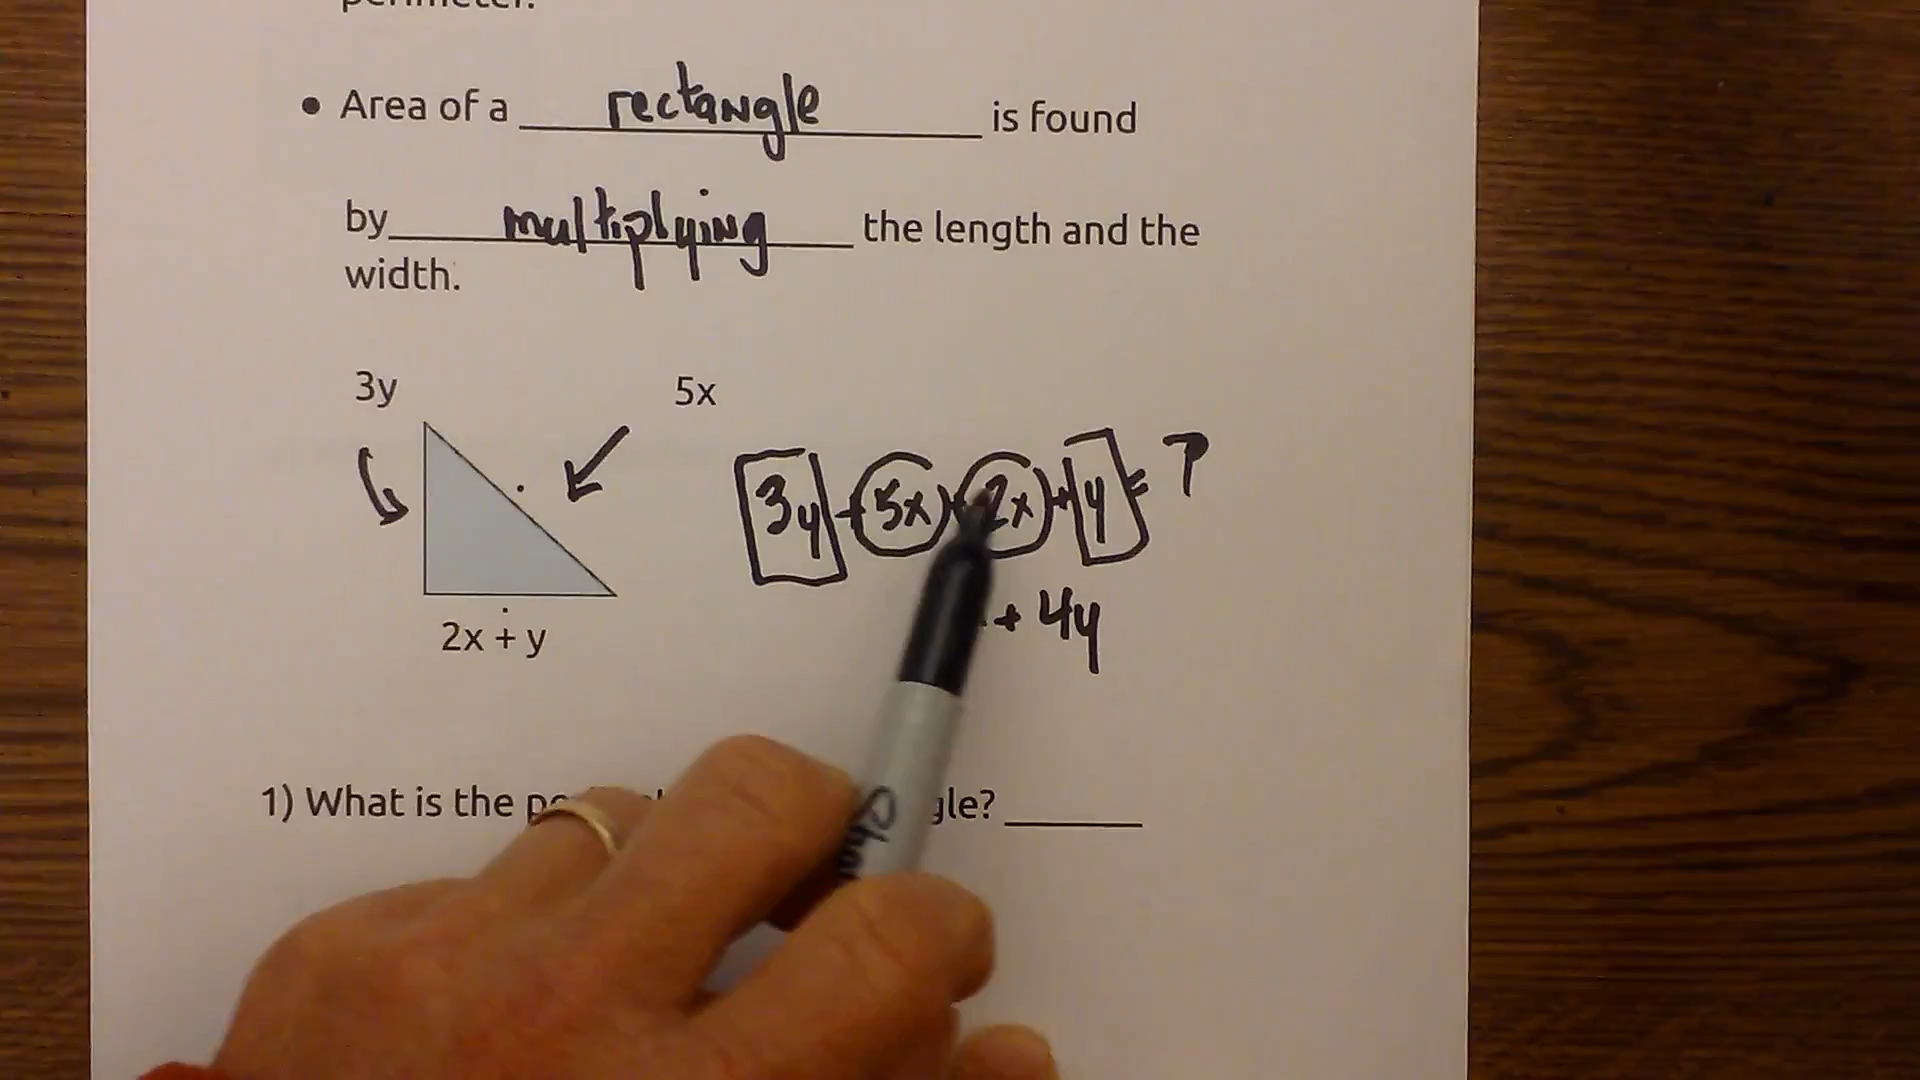 perimeter.
• Area of a rectangle is found
by multiplying the length and the
width.
3y 5x
3y + 5x + 2x + y = ?
+ 4y
2x + y
1) What is the